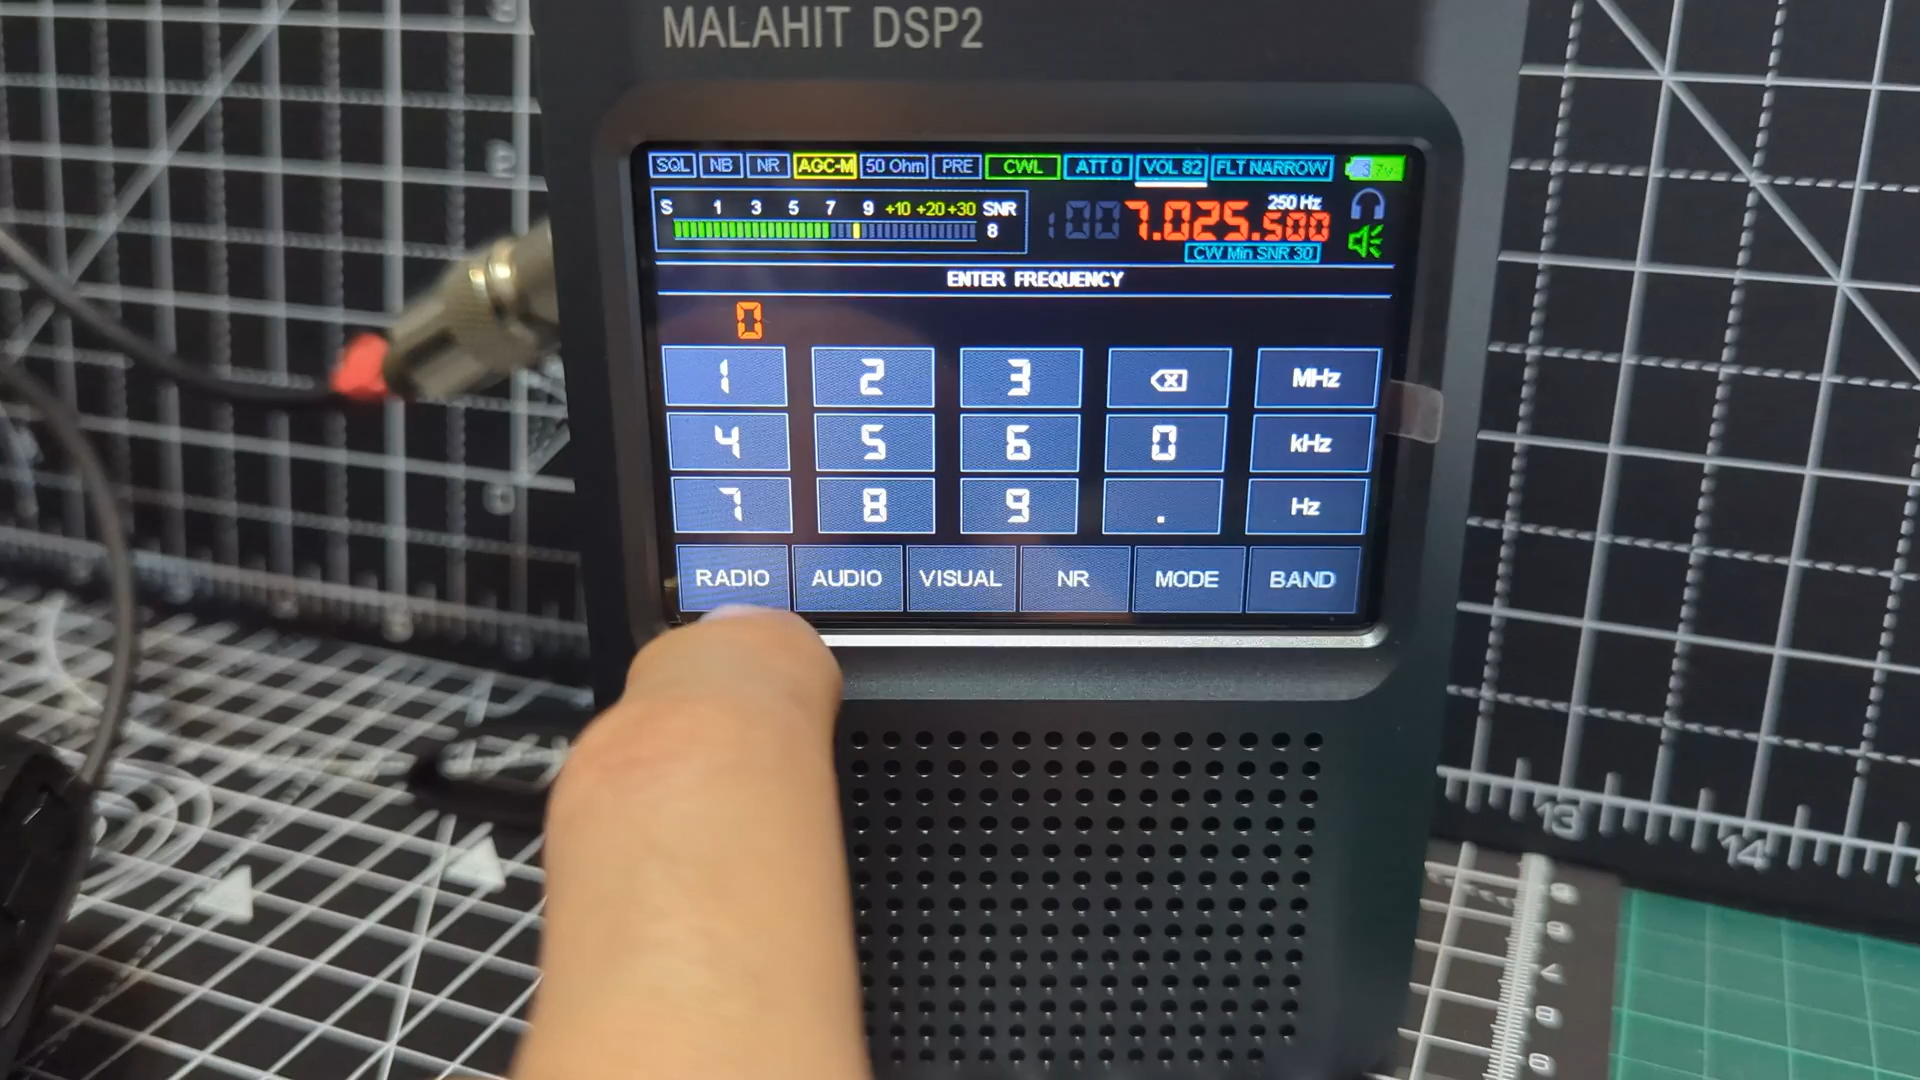 MALAHIT DSP2
SQL NB NR AGC-M 50 Ohm PRE CWL ATT 0 VOL 82 FLT NARROW 3.7v
S 1 3 5 7 9 +10 +20 +30 SNR
8
250 Hz
100 7.025.500
CW Min SNR 30
ENTER FREQUENCY
0
1 2 3 MHz
4 5 6 0 kHz
7 8 9 . Hz
RADIO AUDIO VISUAL NR MODE BAND
13
14